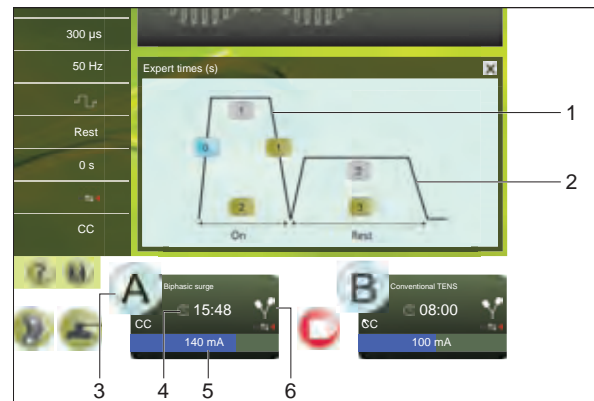 300 µs
50 Hz
Rest
0 s
CC
Expert times (s)
1
0
1
2
3
On
Rest
1
2
A
Biphasic surge
15:48
CC
140 mA
B
Conventional TENS
08:00
CC
100 mA
3
4
5
6